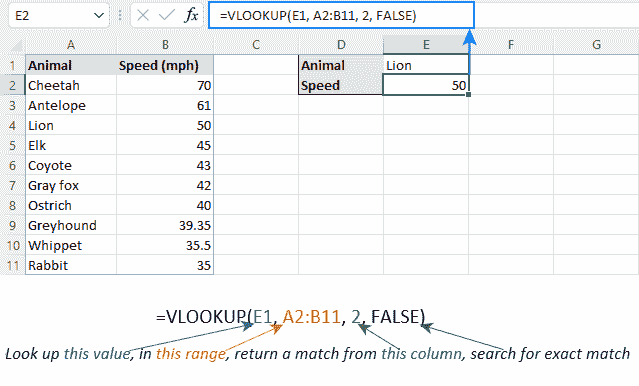 E2 fx =VLOOKUP(E1, A2:B11, 2, FALSE)
A B C D E F G
1 Animal Speed (mph) Animal Lion
2 Cheetah 70 Speed 50
3 Antelope 61
4 Lion 50
5 Elk 45
6 Coyote 43
7 Gray fox 42
8 Ostrich 40
9 Greyhound 39.35
10 Whippet 35.5
11 Rabbit 35
=VLOOKUP(E1, A2:B11, 2, FALSE)
Look up this value, in this range, return a match from this column, search for exact match